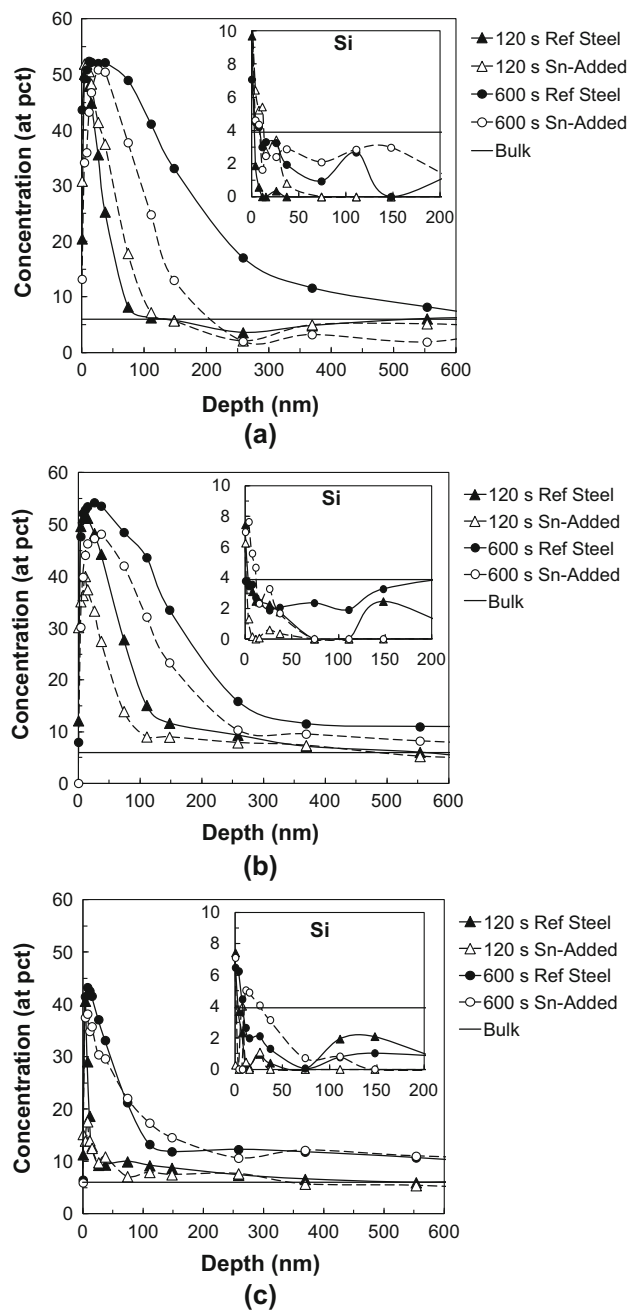 60
50
40
30
20
10
0
Concentration (at pct)
0 100 200 300 400 500 600
Depth (nm)
Si
10
8
6
4
2
0
0 50 100 150 200
120 s Ref Steel
120 s Sn-Added
600 s Ref Steel
600 s Sn-Added
Bulk
(a)
60
50
40
30
20
10
0
Concentration (at pct)
0 100 200 300 400 500 600
Depth (nm)
Si
10
8
6
4
2
0
0 50 100 150 200
120 s Ref Steel
120 s Sn-Added
600 s Ref Steel
600 s Sn-Added
Bulk
(b)
60
50
40
30
20
10
0
Concentration (at pct)
0 100 200 300 400 500 600
Depth (nm)
Si
10
8
6
4
2
0
0 50 100 150 200
120 s Ref Steel
120 s Sn-Added
600 s Ref Steel
600 s Sn-Added
Bulk
(c)